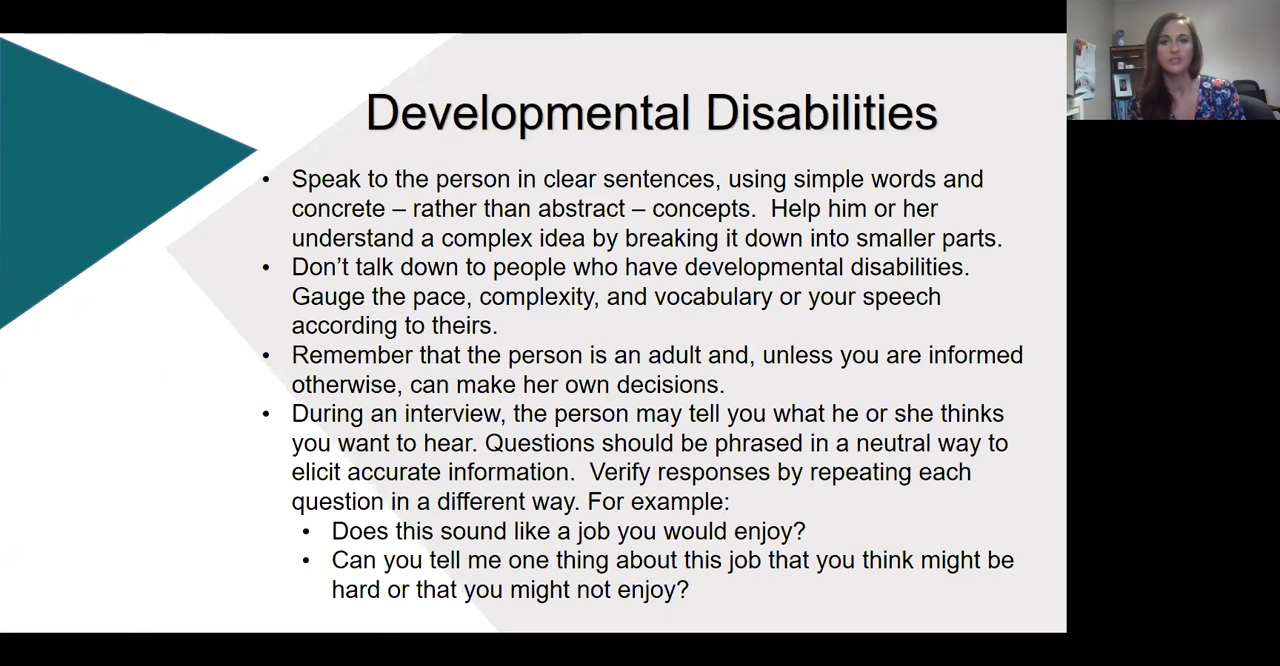 Developmental Disabilities
• Speak to the person in clear sentences, using simple words and
concrete – rather than abstract – concepts.  Help him or her
understand a complex idea by breaking it down into smaller parts.
• Don’t talk down to people who have developmental disabilities.
Gauge the pace, complexity, and vocabulary or your speech
according to theirs.
• Remember that the person is an adult and, unless you are informed
otherwise, can make her own decisions.
• During an interview, the person may tell you what he or she thinks
you want to hear. Questions should be phrased in a neutral way to
elicit accurate information.  Verify responses by repeating each
question in a different way. For example:
• Does this sound like a job you would enjoy?
• Can you tell me one thing about this job that you think might be
hard or that you might not enjoy?